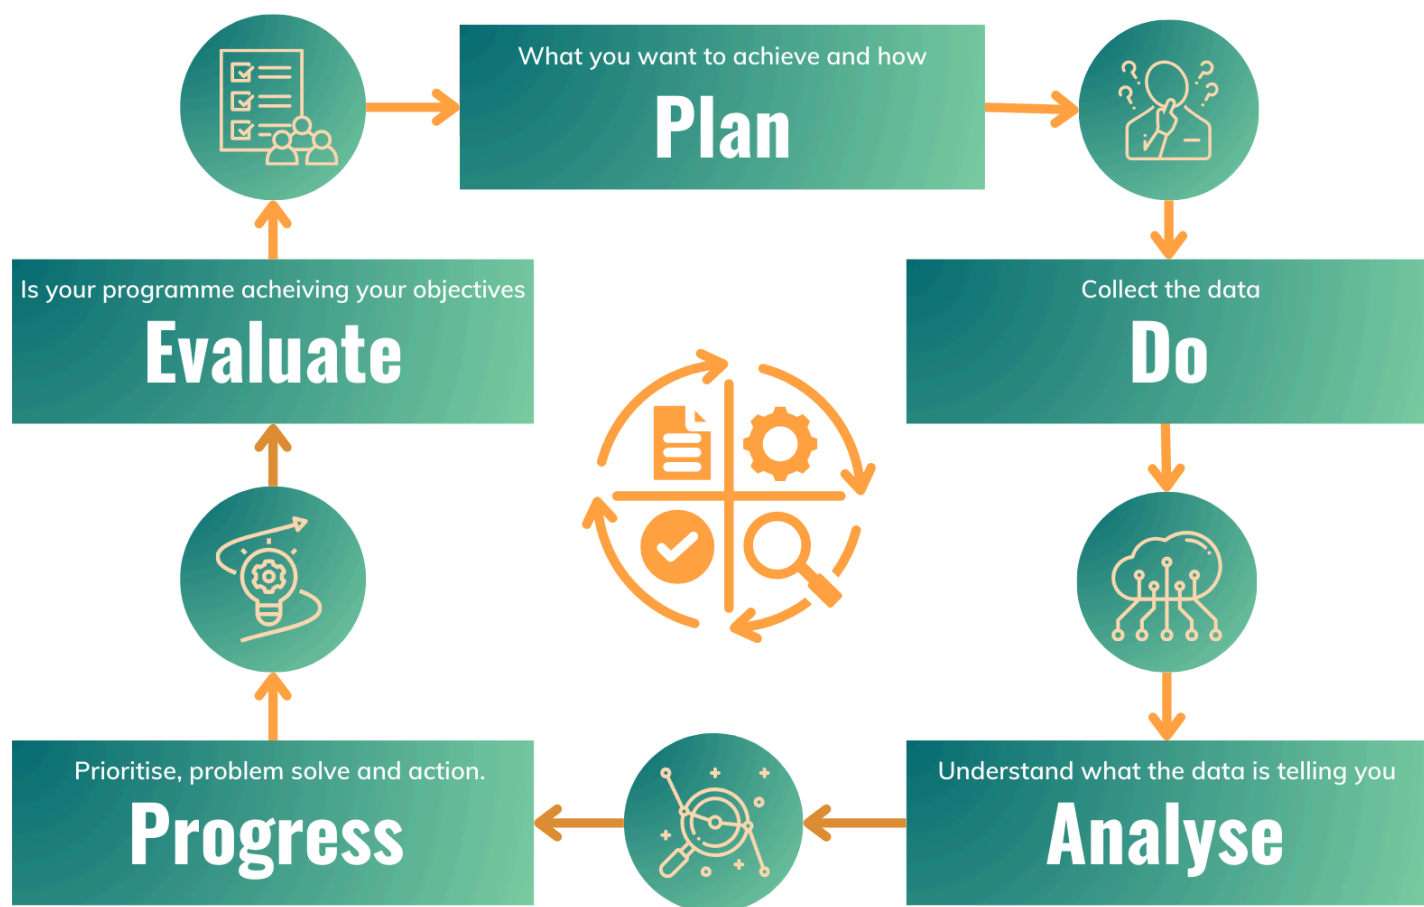 What you want to achieve and how
Plan
Collect the data
Do
Understand what the data is telling you
Analyse
Prioritise, problem solve and action.
Progress
Is your programme acheiving your objectives
Evaluate